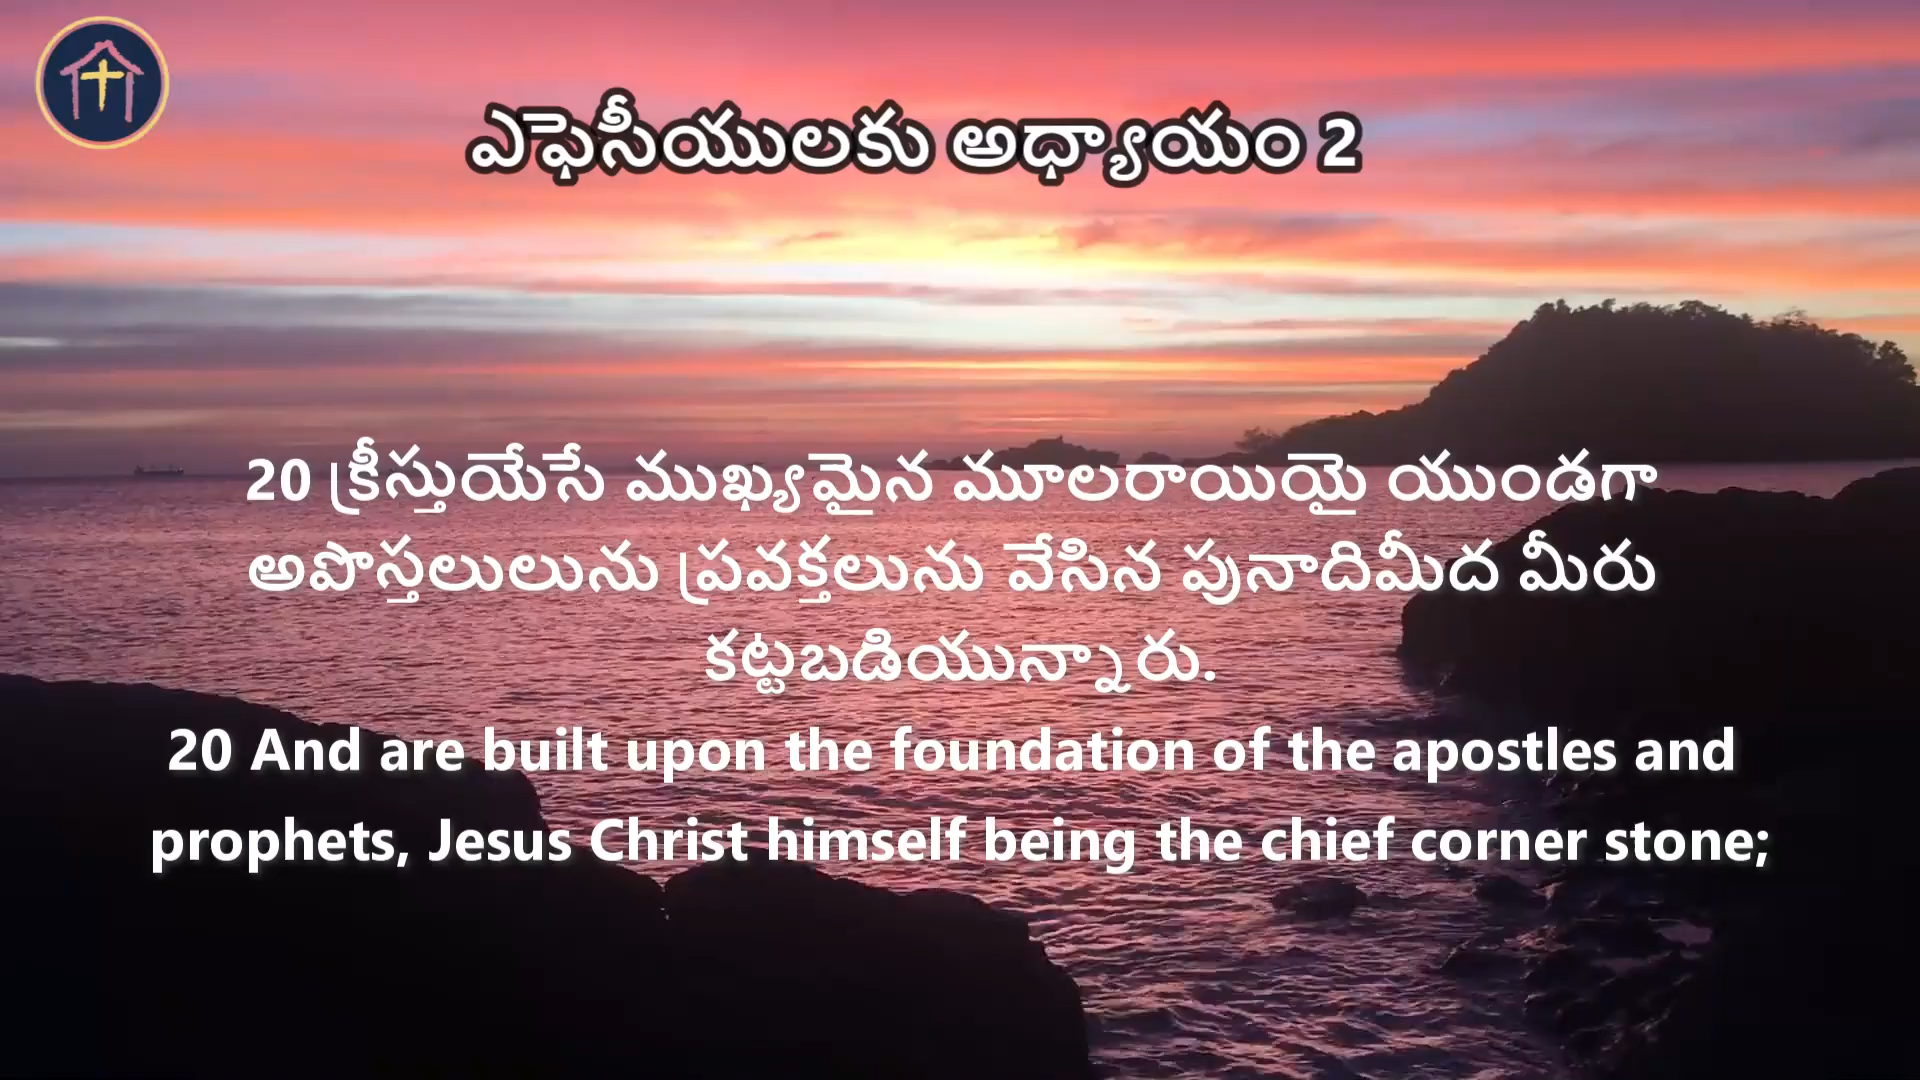 ఎఫెసీయులకు అధ్యాయం 2
20 క్రీస్తుయేసే ముఖ్యమైన మూలరాయియై యుండగా
అపొస్తలులును ప్రవక్తలును వేసిన పునాదిమీద మీరు
కట్టబడియున్నారు.
20 And are built upon the foundation of the apostles and
prophets, Jesus Christ himself being the chief corner stone;